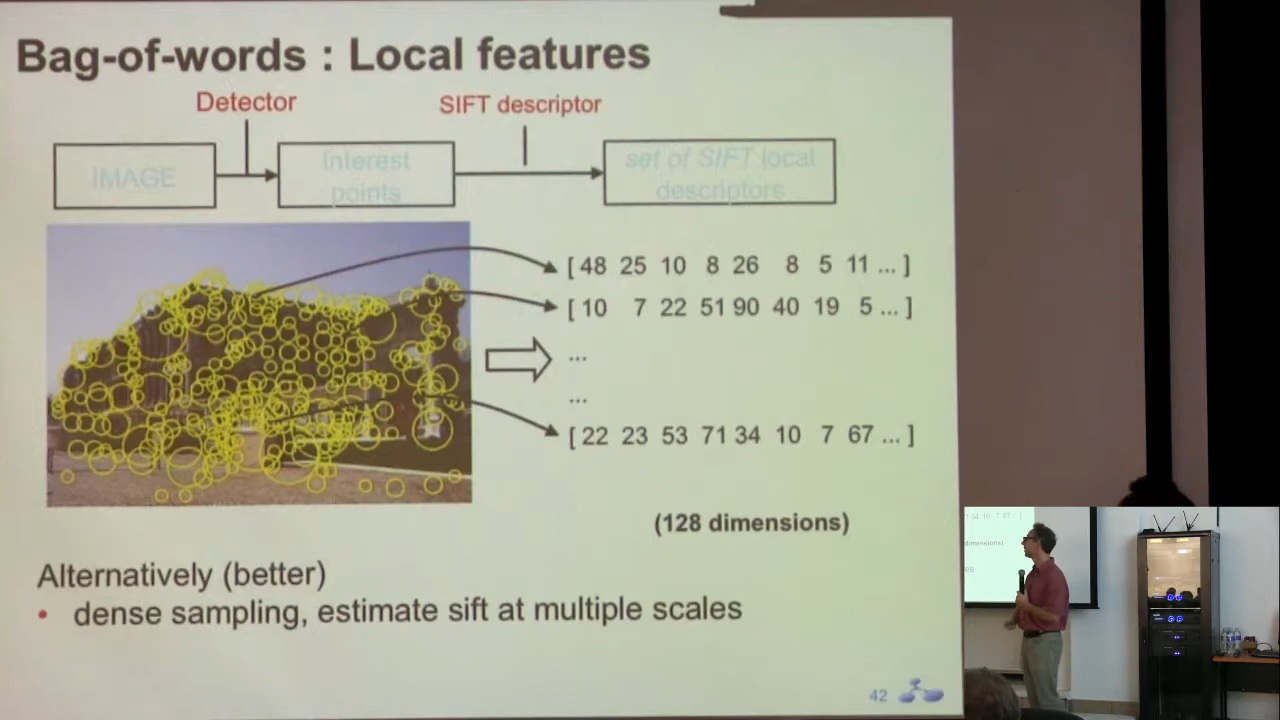 Bag-of-words : Local features
Detector
SIFT descriptor
IMAGE
Interest
points
set of SIFT local
descriptors
[ 48 25 10 8 26 8 5 11 ... ]
[ 10 7 22 51 90 40 19 5 ... ]
...
...
[ 22 23 53 71 34 10 7 67 ... ]
(128 dimensions)
Alternatively (better)
• dense sampling, estimate sift at multiple scales
42
dimensions)